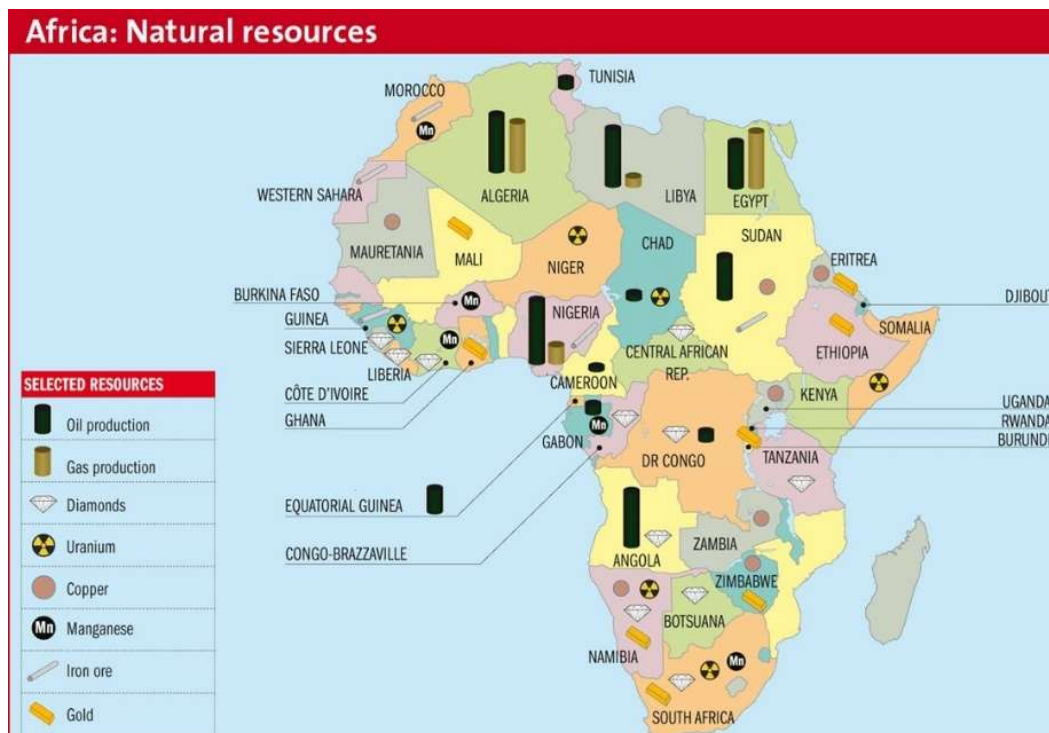 Africa: Natural resources
TUNISIA
MOROCCO
Mn
WESTERN SAHARA
ALGERIA
LIBYA
EGYPT
MAURETANIA
MALI
NIGER
CHAD
SUDAN
ERITREA
BURKINA FASO
Mn
NIGERIA
DJIBOUT
GUINEA
SOMALIA
SIERRA LEONE
Mn
LIBERIA
CENTRAL AFRICAN
REP.
ETHIOPIA
CAMEROON
CÔTE D'IVOIRE
KENYA
GHANA
UGANDA
RWANDA
BURUNDI
Mn
GABON
DR CONGO
TANZANIA
EQUATORIAL GUINEA
CONGO-BRAZZAVILLE
ANGOLA
ZAMBIA
ZIMBABWE
BOTSUANA
NAMIBIA
Mn
SOUTH AFRICA
SELECTED RESOURCES
Oil production
Gas production
Diamonds
Uranium
Copper
Mn Manganese
Iron ore
Gold